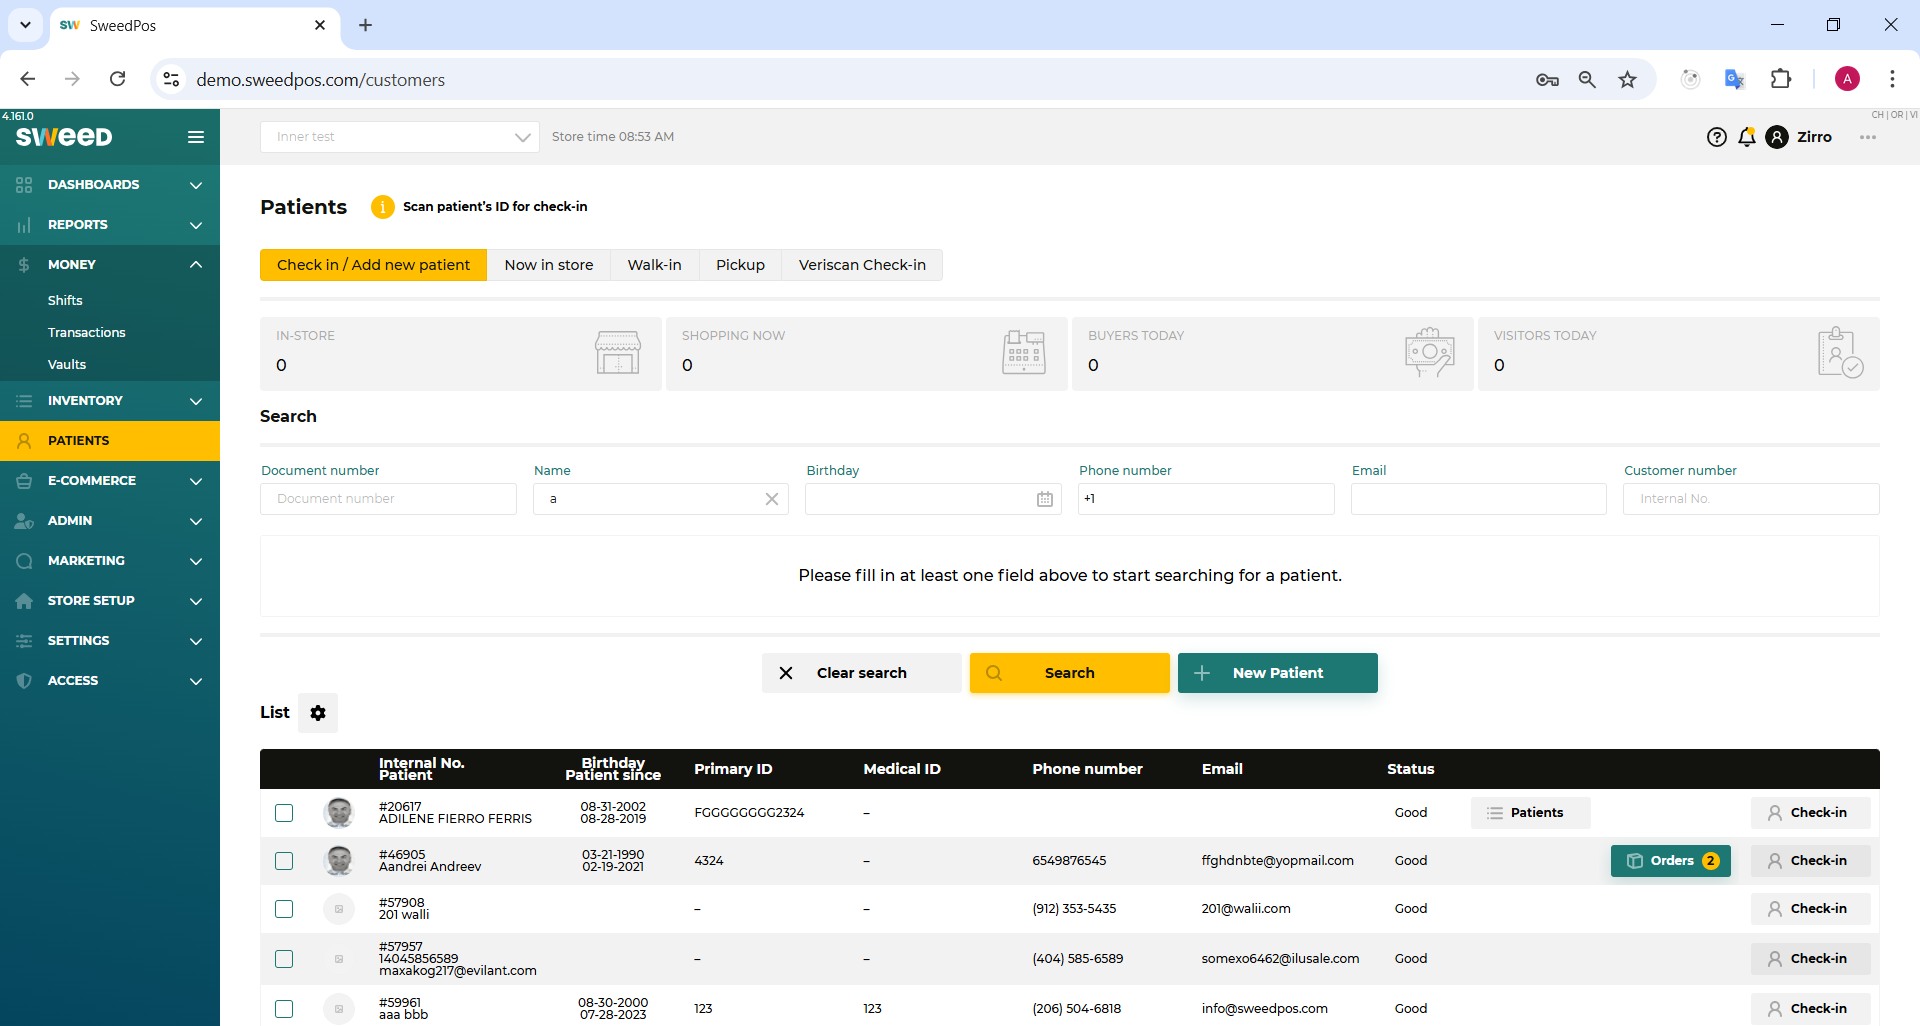 SW SweedPos
demo.sweedpos.com/customers
A
4.161.0
CH | OR | VI
SWEED
Inner test
Store time 08:53 AM
Zirro
DASHBOARDS
REPORTS
MONEY
Shifts
Transactions
Vaults
INVENTORY
PATIENTS
E-COMMERCE
ADMIN
MARKETING
STORE SETUP
SETTINGS
ACCESS
Patients
Scan patient's ID for check-in
Check in / Add new patient
Now in store
Walk-in
Pickup
Veriscan Check-in
IN-STORE
0
SHOPPING NOW
0
BUYERS TODAY
0
VISITORS TODAY
0
Search
Document number
Name
Birthday
Phone number
Email
Customer number
Document number
a
+1
Internal No.
Please fill in at least one field above to start searching for a patient.
Clear search
Search
New Patient
List
Internal No.
Patient
Birthday
Patient since
Primary ID
Medical ID
Phone number
Email
Status
#20617
ADILENE FIERRO FERRIS
08-31-2002
08-28-2019
FGGGGGGGG2324
–
Good
Patients
Check-in
#46905
Aandrei Andreev
03-21-1990
02-19-2021
4324
–
6549876545
ffghdnbte@yopmail.com
Good
Orders 2
Check-in
#57908
201 walli
–
–
(912) 353-5435
201@walii.com
Good
Check-in
#57957
14045856589
maxakog217@evilant.com
–
–
(404) 585-6589
somexo6462@ilusale.com
Good
Check-in
#59961
aaa bbb
08-30-2000
07-28-2023
123
123
(206) 504-6818
info@sweedpos.com
Good
Check-in